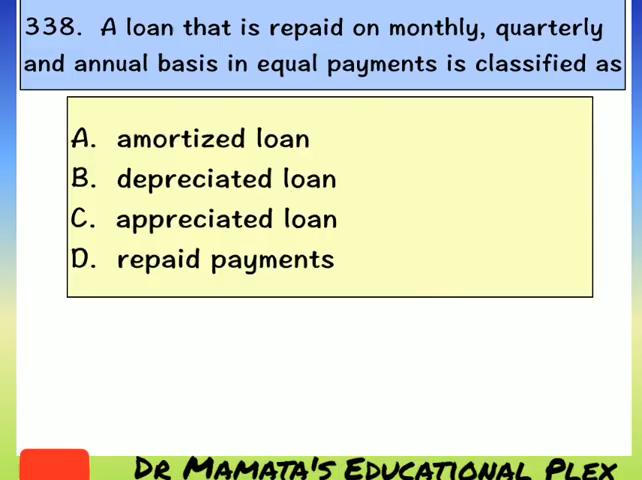 338. A loan that is repaid on monthly, quarterly
and annual basis in equal payments is classified as
A. amortized loan
B. depreciated loan
C. appreciated loan
D. repaid payments
Dr Mamata's Educational Plex